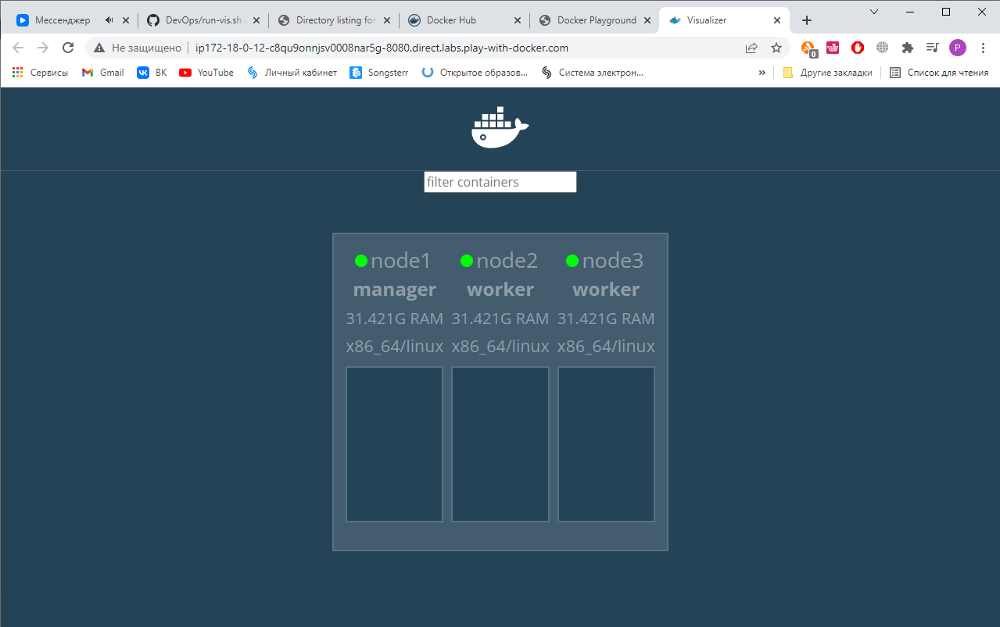 Мессенджер
DevOps/run-vis.sh
Directory listing for
Docker Hub
Docker Playground
Visualizer
Не защищено
ip172-18-0-12-c8qu9onnjsv0008nar5g-8080.direct.labs.play-with-docker.com
0
P
Сервисы
Gmail
ВК
YouTube
Личный кабинет
Songsterr
Открытое образов...
Система электрон...
»
Другие закладки
Список для чтения
filter containers
node1 node2 node3
manager worker worker
31.421G RAM 31.421G RAM 31.421G RAM
x86_64/linux x86_64/linux x86_64/linux